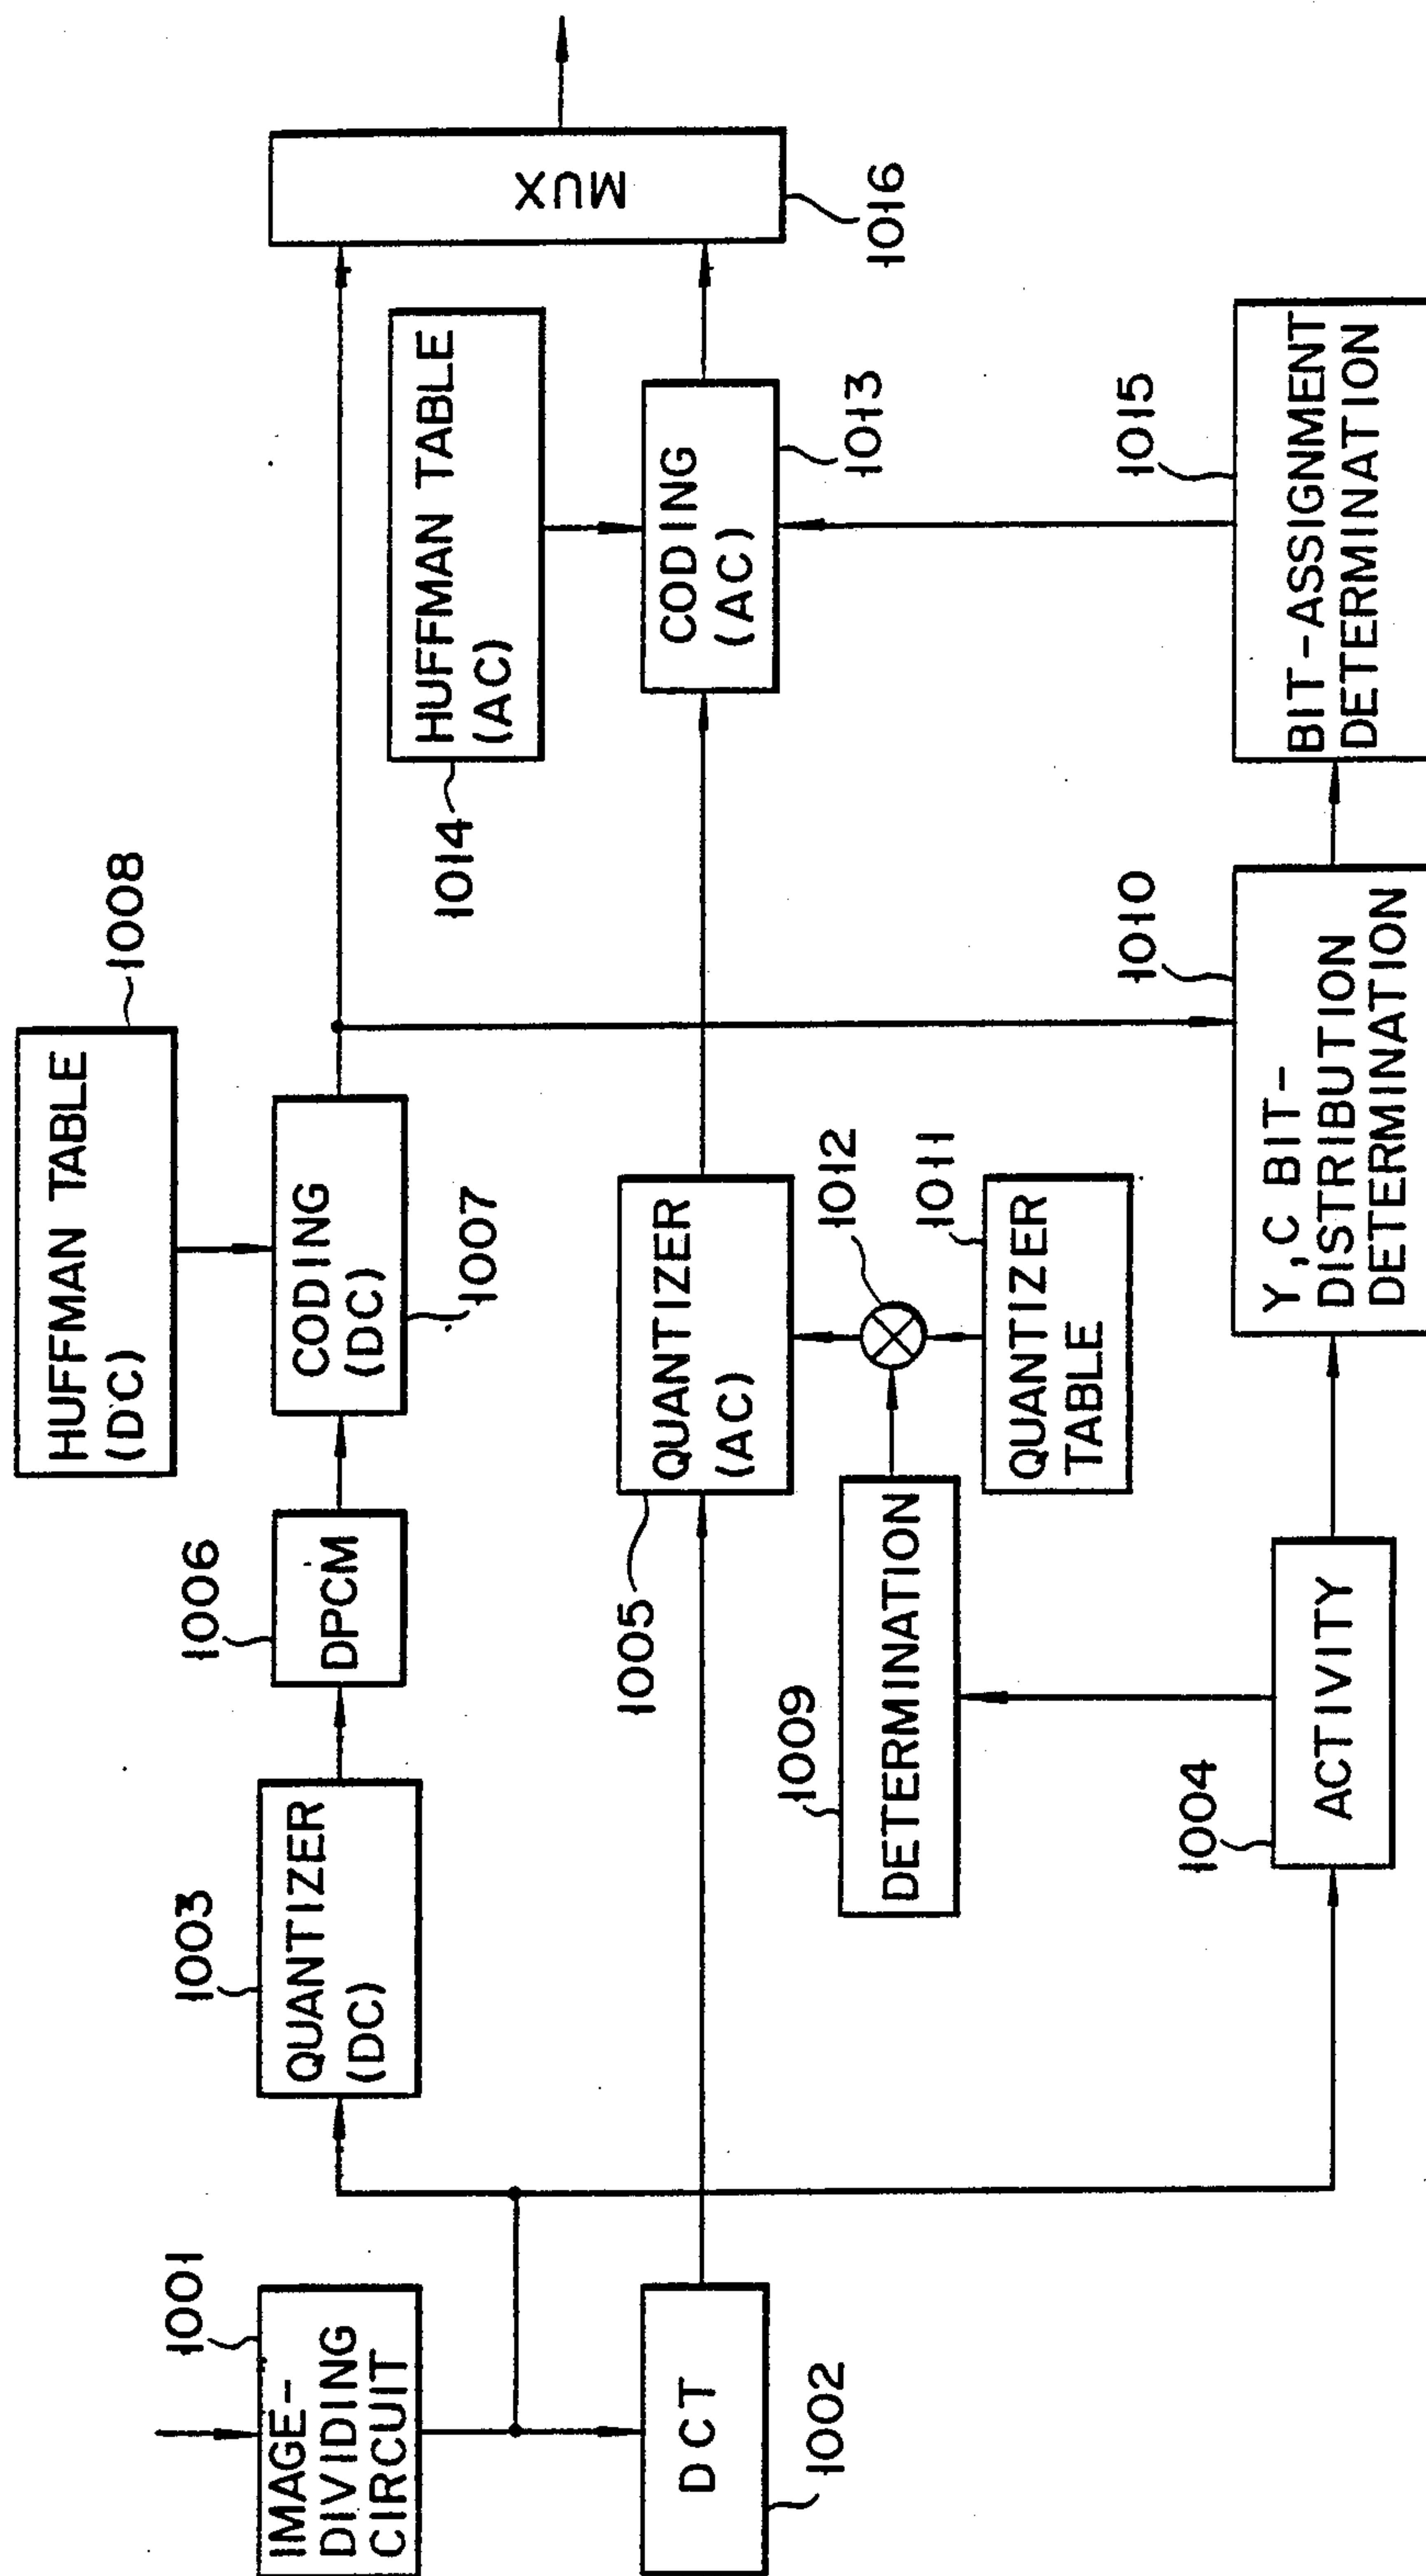 1001
IMAGE-
DIVIDING
CIRCUIT
1002
DCT
1003
QUANTIZER
(DC)
1006
DPCM
HUFFMAN TABLE
(DC)
1008
CODING
(DC)
1007
1005
QUANTIZER
(AC)
1012
1011
QUANTIZER
TABLE
1009
DETERMINATION
1004
ACTIVITY
1010
Y,C BIT-
DISTRIBUTION
DETERMINATION
1014
HUFFMAN TABLE
(AC)
CODING
(AC)
1013
1015
BIT-ASSIGNMENT
DETERMINATION
MUX
1016